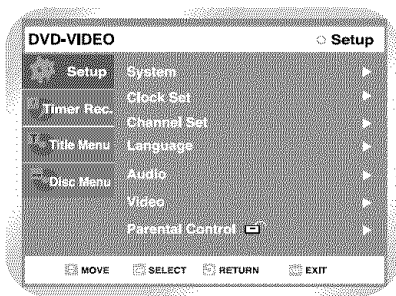 DVD-VIDEO Setup
Setup System
Clock Set
Timer Rec.
Channel Set
Title Menu Language
Disc Menu Audio
Video
Parental Control
MOVE SELECT RETURN EXIT